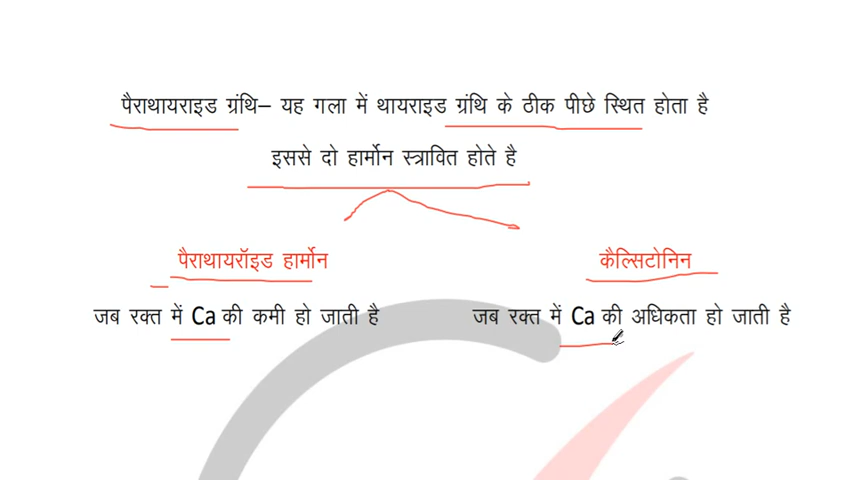 पैराथायराइड ग्रंथि– यह गला में थायराइड ग्रंथि के ठीक पीछे स्थित होता है
इससे दो हार्मोन स्त्रावित होते है
पैराथायरॉइड हार्मोन
कैल्सिटोनिन
जब रक्त में Ca की कमी हो जाती है
जब रक्त में Ca की अधिकता हो जाती है